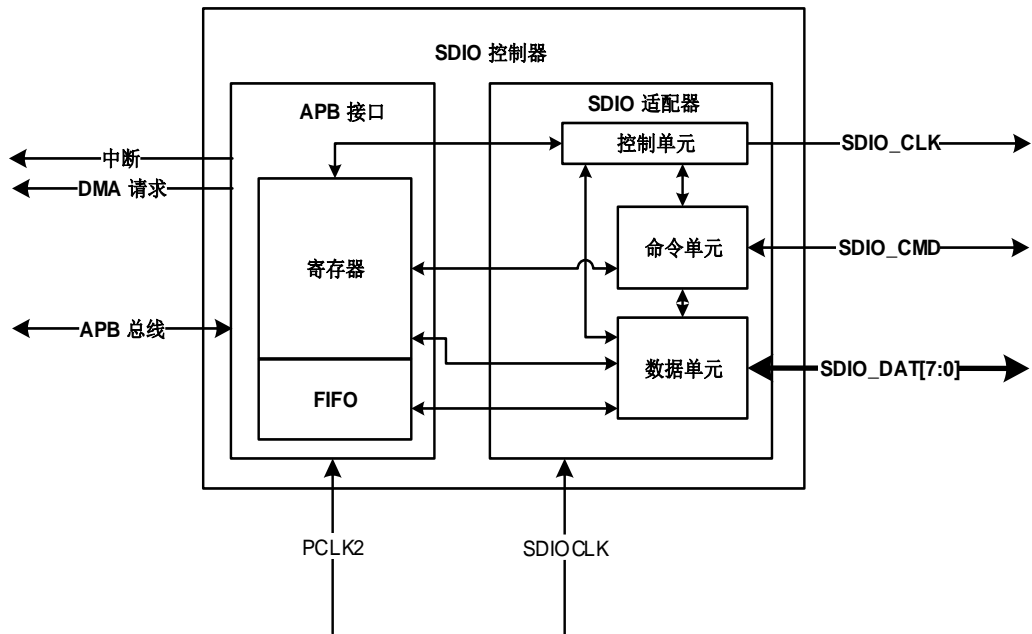 SDIO 控制器
APB 接口
SDIO 适配器
控制单元
SDIO_CLK
中断
DMA 请求
命令单元
SDIO_CMD
寄存器
APB 总线
数据单元
SDIO_DAT[7:0]
FIFO
PCLK2
SDIOCLK